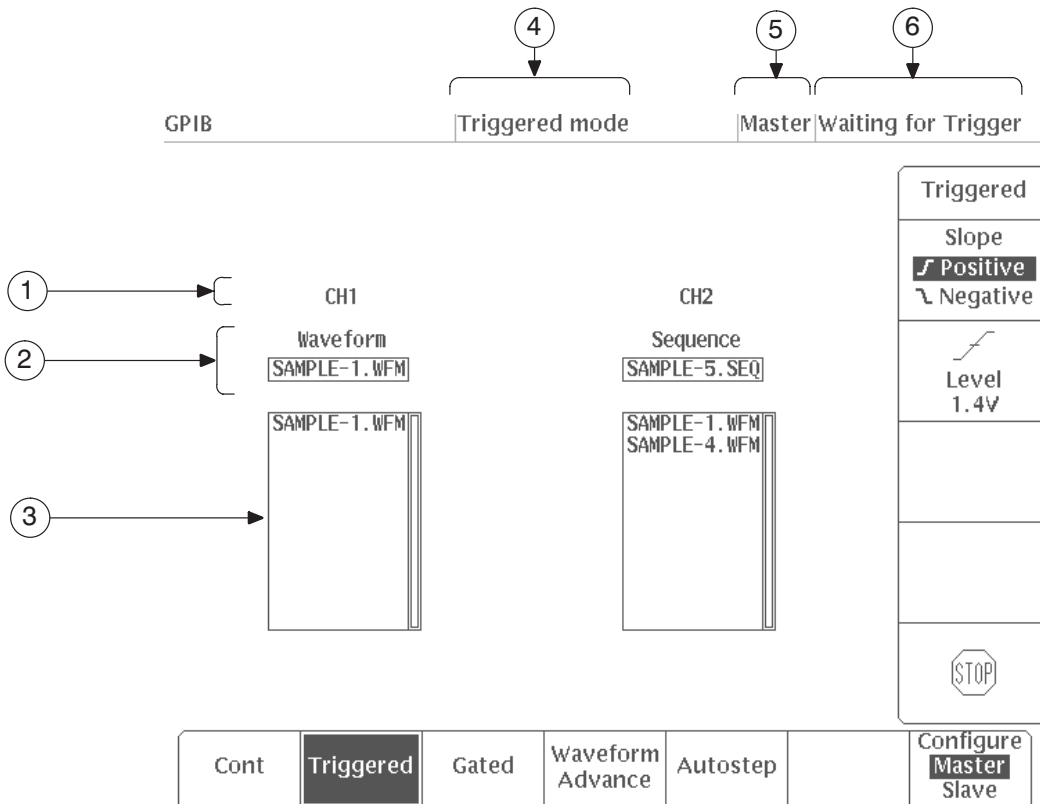 4
5
6
GPIB
Triggered mode
Master
Waiting for Trigger
Triggered
Slope
Positive
Negative
Level
1.4V
STOP
1
CH1
CH2
2
Waveform
SAMPLE-1.WFM
Sequence
SAMPLE-5.SEQ
3
SAMPLE-1.WFM
SAMPLE-1.WFM
SAMPLE-4.WFM
Cont
Triggered
Gated
Waveform
Advance
Autostep
Configure
Master
Slave